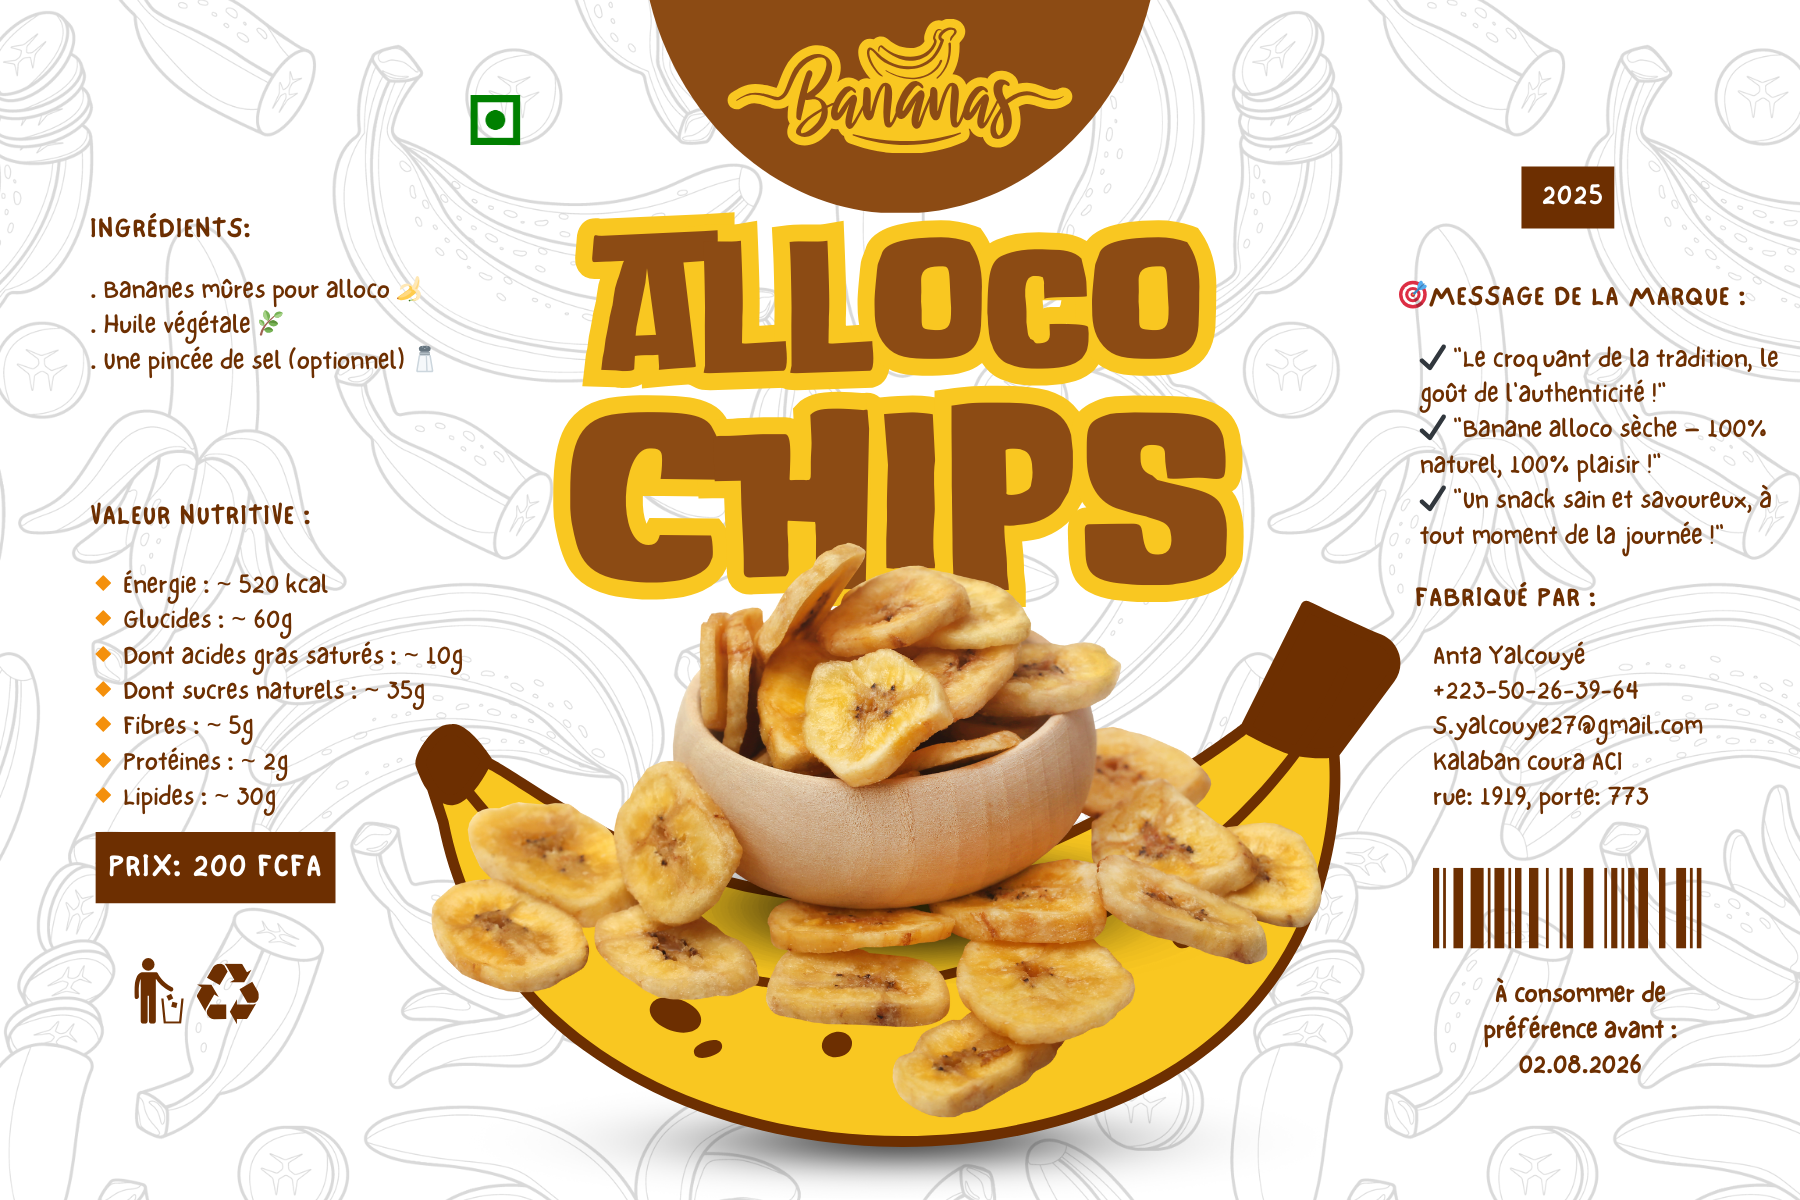 Bananas
ALLOCO
CHIPS
INGRÉDIENTS:
. Bananes mûres pour alloco 🍌
. Huile végétale 🌿
. une pincée de sel (optionnel) 🧂
VALEUR NUTRITIVE :
🔸 Énergie : ~ 520 kcal
🔸 Glucides : ~ 60g
🔸 Dont acides gras saturés : ~ 10g
🔸 Dont sucres naturels : ~ 35g
🔸 Fibres : ~ 5g
🔸 Protéines : ~ 2g
🔸 Lipides : ~ 30g
PRIX: 200 FCFA
2025
🎯MESSAGE DE LA MARQUE :
✔ "Le croquant de la tradition, le
goût de l'authenticité !"
✔ "Banane alloco sèche – 100%
naturel, 100% plaisir !"
✔ "Un snack sain et savoureux, à
tout moment de la journée !"
FABRIQUÉ PAR :
Anta Yalcouyé
+223-50-26-39-64
S.yalcouye27@gmail.com
Kalaban coura ACI
rue: 1919, porte: 773
À consommer de
préférence avant :
02.08.2026